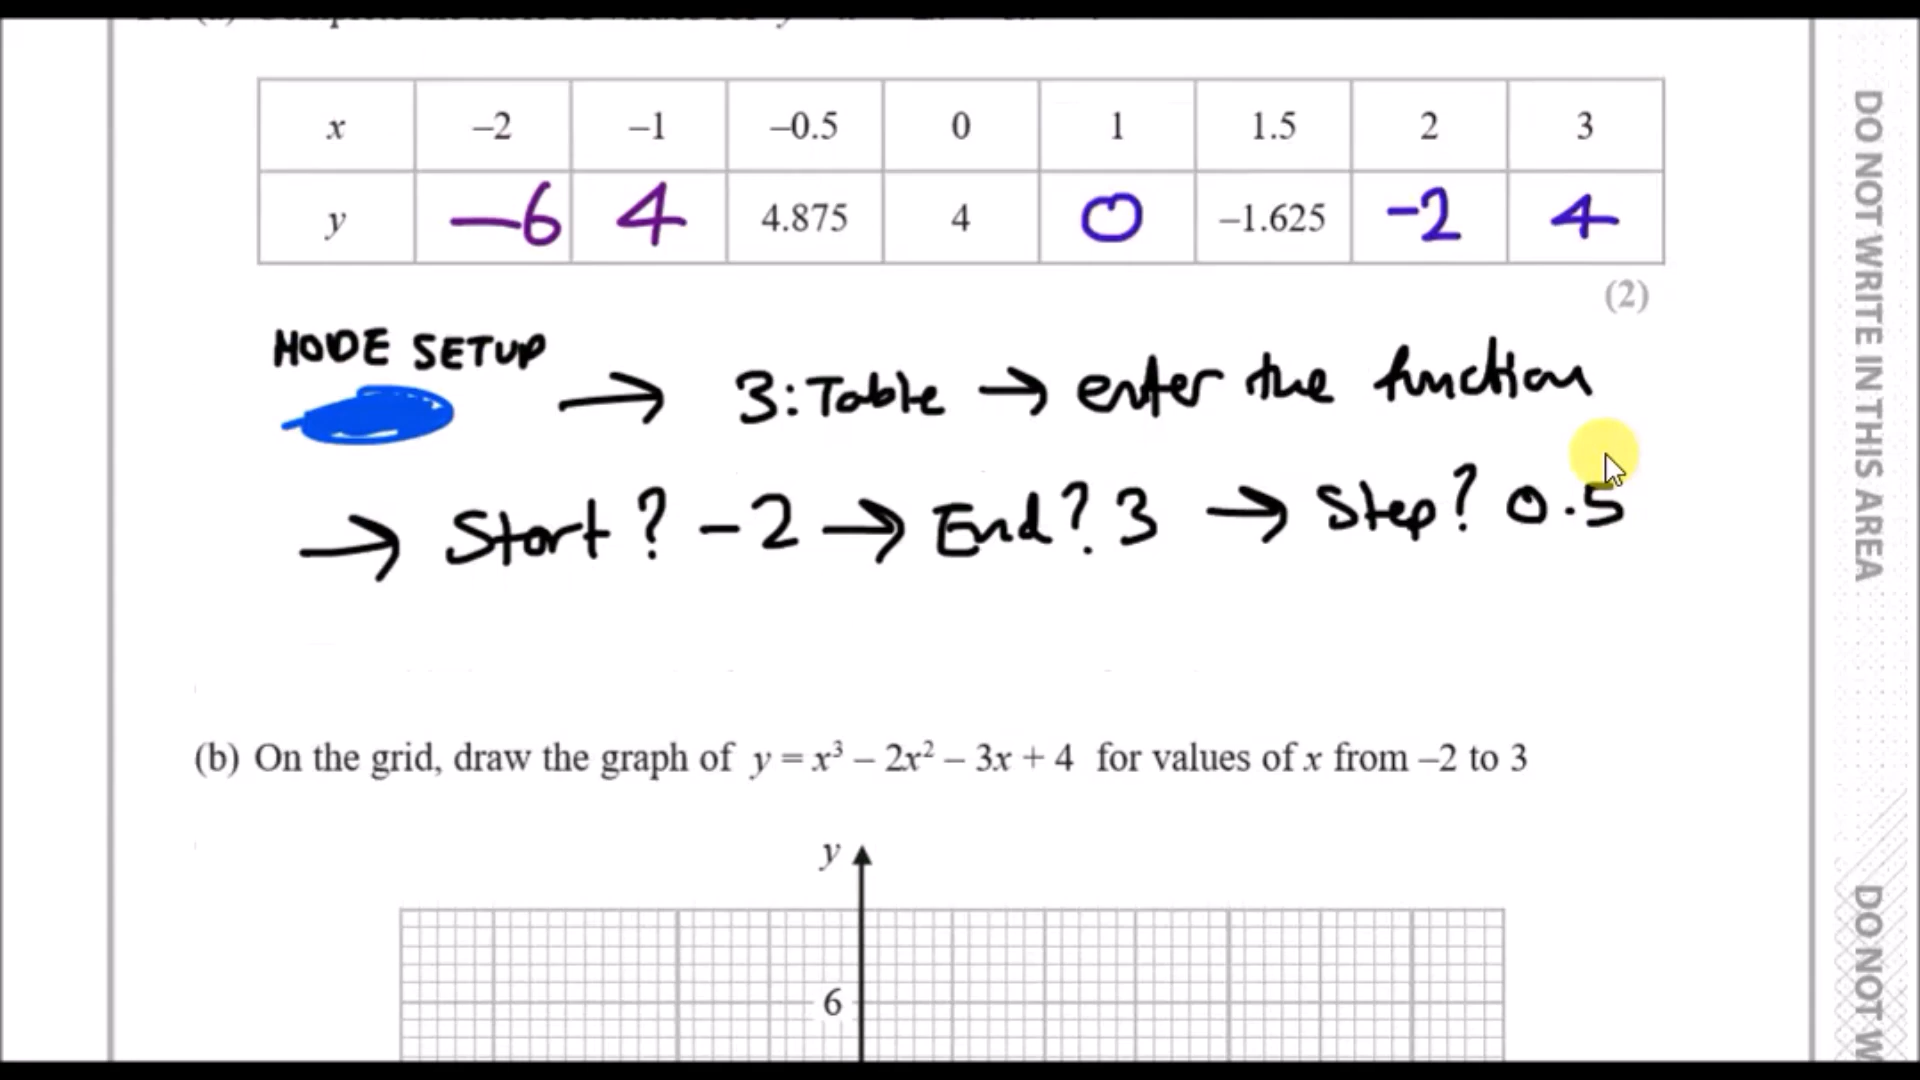 x –2 –1 –0.5 0 1 1.5 2 3
y –6 4 4.875 4 0 –1.625 -2 4
(2)
MODE SETUP
→ 3:Table → enter the function
→ Start? -2 → End? 3 → Step? 0.5
(b) On the grid, draw the graph of y = x³ – 2x² – 3x + 4 for values of x from –2 to 3
y
6
DO NOT WRITE IN THIS AREA
DO NOT W